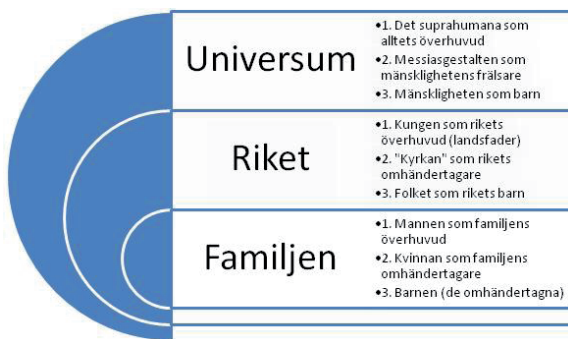 Universum
•1. Det suprahumana som
alltets överhuvud
•2. Messiasgestalten som
mänsklighetens frälsare
•3. Mänskligheten som barn
Riket
•1. Kungen som rikets
överhuvud (landsfader)
•2. "Kyrkan" som rikets
omhändertagare
•3. Folket som rikets barn
Familjen
•1. Mannen som familjens
överhuvud
•2. Kvinnan som familjens
omhändertagare
•3. Barnen (de omhändertagna)